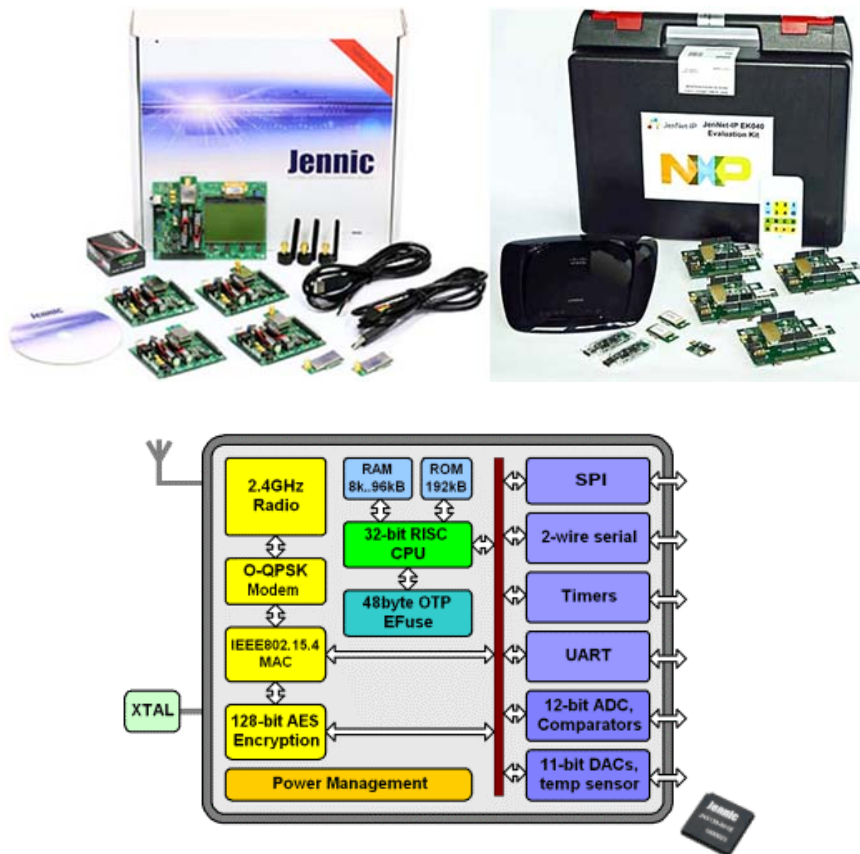 Jennic
Jennic
JenNet-IP
JenNet-IP EK040
Evaluation Kit
NXP
2.4GHz
Radio
O-QPSK
Modem
IEEE802.15.4
MAC
128-bit AES
Encryption
Power Management
XTAL
RAM
8k..96kB
ROM
192kB
32-bit RISC
CPU
48byte OTP
EFuse
SPI
2-wire serial
Timers
UART
12-bit ADC,
Comparators
11-bit DACs,
temp sensor
Jennic